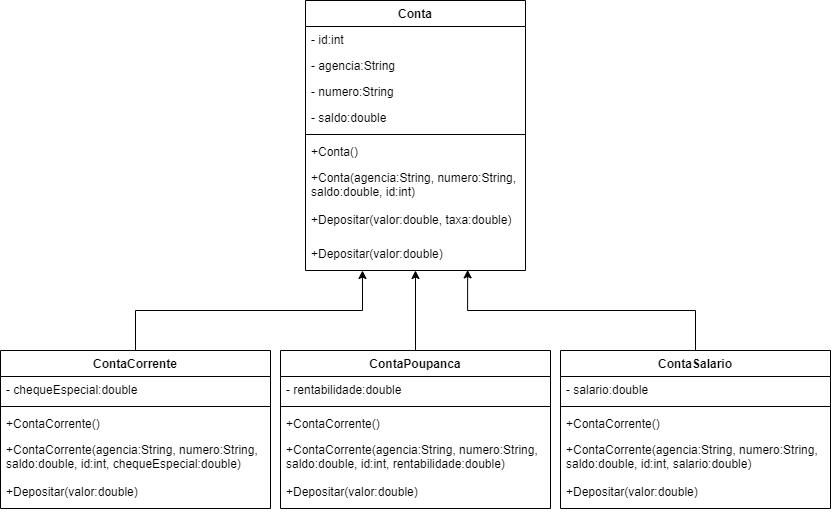 Conta
- id:int
- agencia:String
- numero:String
- saldo:double
+Conta()
+Conta(agencia:String, numero:String,
saldo:double, id:int)
+Depositar(valor:double, taxa:double)
+Depositar(valor:double)
ContaCorrente
- chequeEspecial:double
+ContaCorrente()
+ContaCorrente(agencia:String, numero:String,
saldo:double, id:int, chequeEspecial:double)
+Depositar(valor:double)
ContaPoupanca
- rentabilidade:double
+ContaCorrente()
+ContaCorrente(agencia:String, numero:String,
saldo:double, id:int, rentabilidade:double)
+Depositar(valor:double)
ContaSalario
- salario:double
+ContaCorrente()
+ContaCorrente(agencia:String, numero:String,
saldo:double, id:int, salario:double)
+Depositar(valor:double)